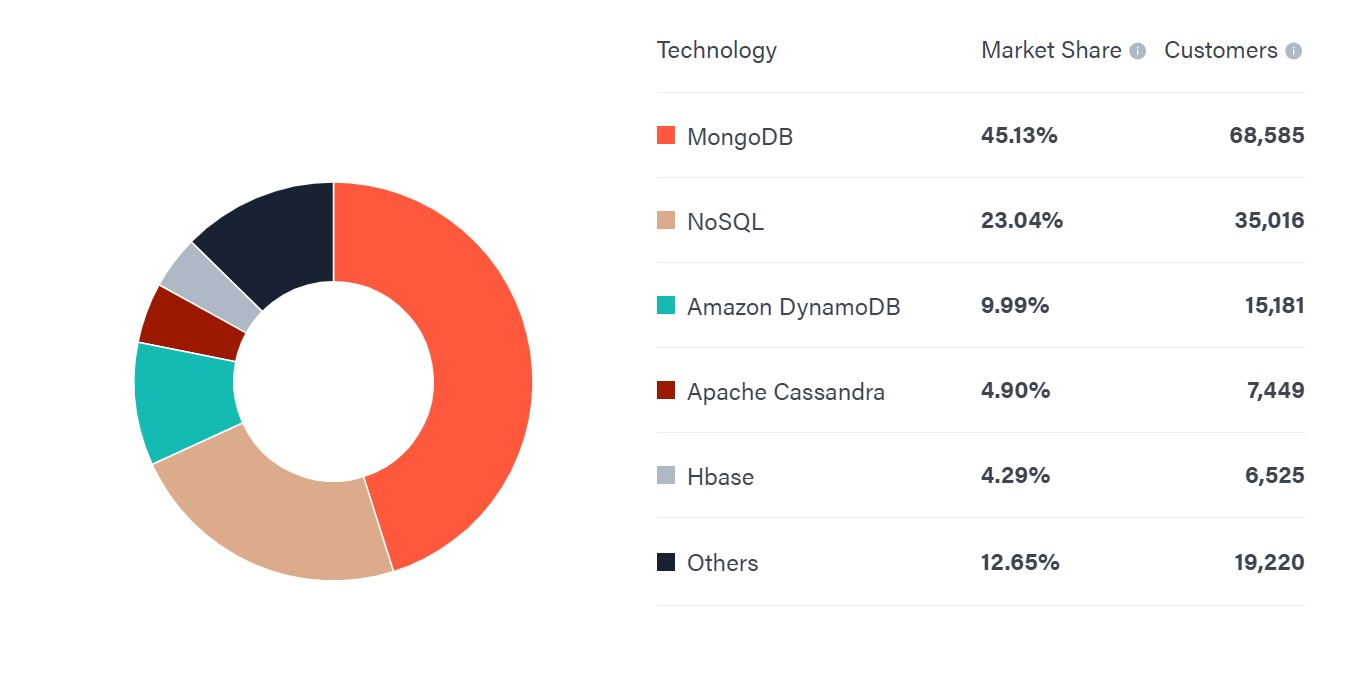 Technology Market Share Customers
MongoDB 45.13% 68,585
NoSQL 23.04% 35,016
Amazon DynamoDB 9.99% 15,181
Apache Cassandra 4.90% 7,449
Hbase 4.29% 6,525
Others 12.65% 19,220